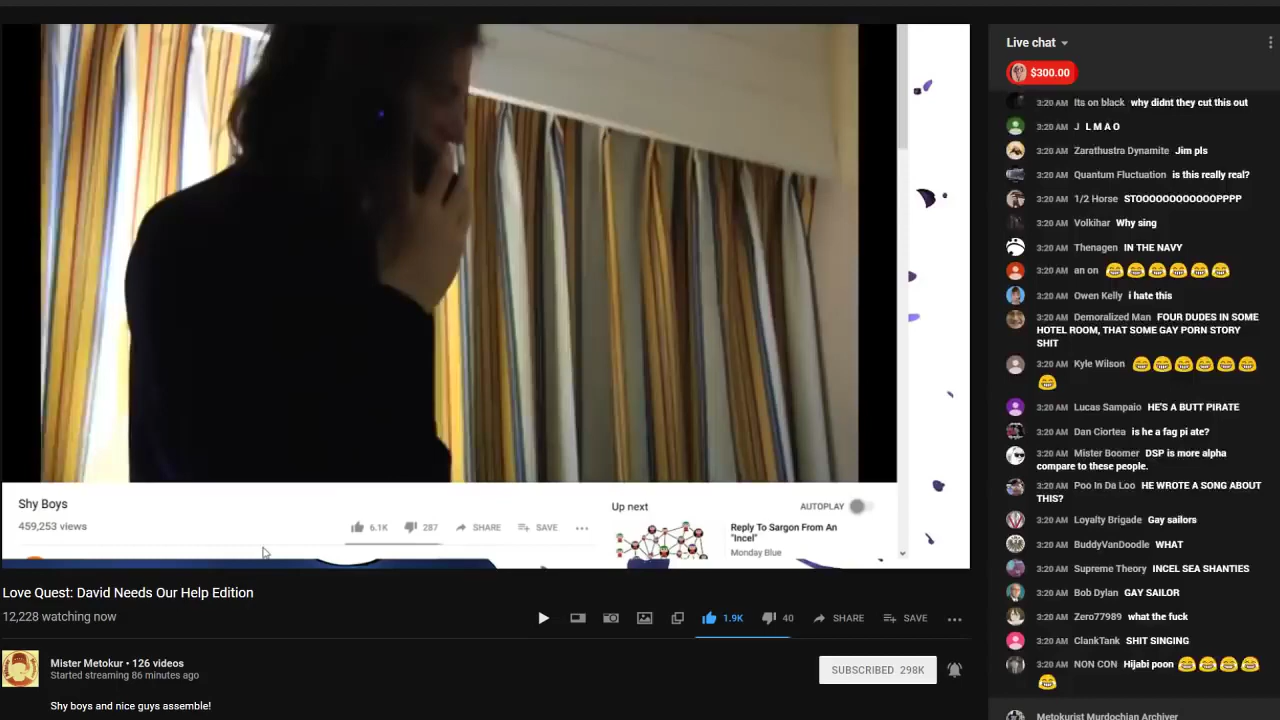 Shy Boys
459,253 views
6.1K
287
SHARE
SAVE
Up next
AUTOPLAY
Reply To Sargon From An
"Incel"
Monday Blue
Love Quest: David Needs Our Help Edition
12,228 watching now
1.9K
40
SHARE
SAVE
Mister Metokur • 126 videos
Started streaming 86 minutes ago
SUBSCRIBED 298K
Shy boys and nice guys assemble!
Live chat
$300.00
3:20 AM Its on black why didnt they cut this out
3:20 AM J L M A O
3:20 AM Zarathustra Dynamite Jim pls
3:20 AM Quantum Fluctuation is this really real?
3:20 AM 1/2 Horse STOOOOOOOOOOOPPPP
3:20 AM Volkihar Why sing
3:20 AM Thenagen IN THE NAVY
3:20 AM an on 😂😂😂😂😂😂
3:20 AM Owen Kelly i hate this
3:20 AM Demoralized Man FOUR DUDES IN SOME
HOTEL ROOM, THAT SOME GAY PORN STORY
SHIT
3:20 AM Kyle Wilson 😂😂😂😂😂😂
😂
3:20 AM Lucas Sampaio HE'S A BUTT PIRATE
3:20 AM Dan Ciortea is he a fag pi ate?
3:20 AM Mister Boomer DSP is more alpha
compare to these people.
3:20 AM Poo In Da Loo HE WROTE A SONG ABOUT
THIS?
3:20 AM Loyalty Brigade Gay sailors
3:20 AM BuddyVanDoodle WHAT
3:20 AM Supreme Theory INCEL SEA SHANTIES
3:20 AM Bob Dylan GAY SAILOR
3:20 AM Zero77989 what the fuck
3:20 AM ClankTank SHIT SINGING
3:20 AM NON CON Hijabi poon 😂😂😂😂
😂
Metokurist Murdochian Archiver